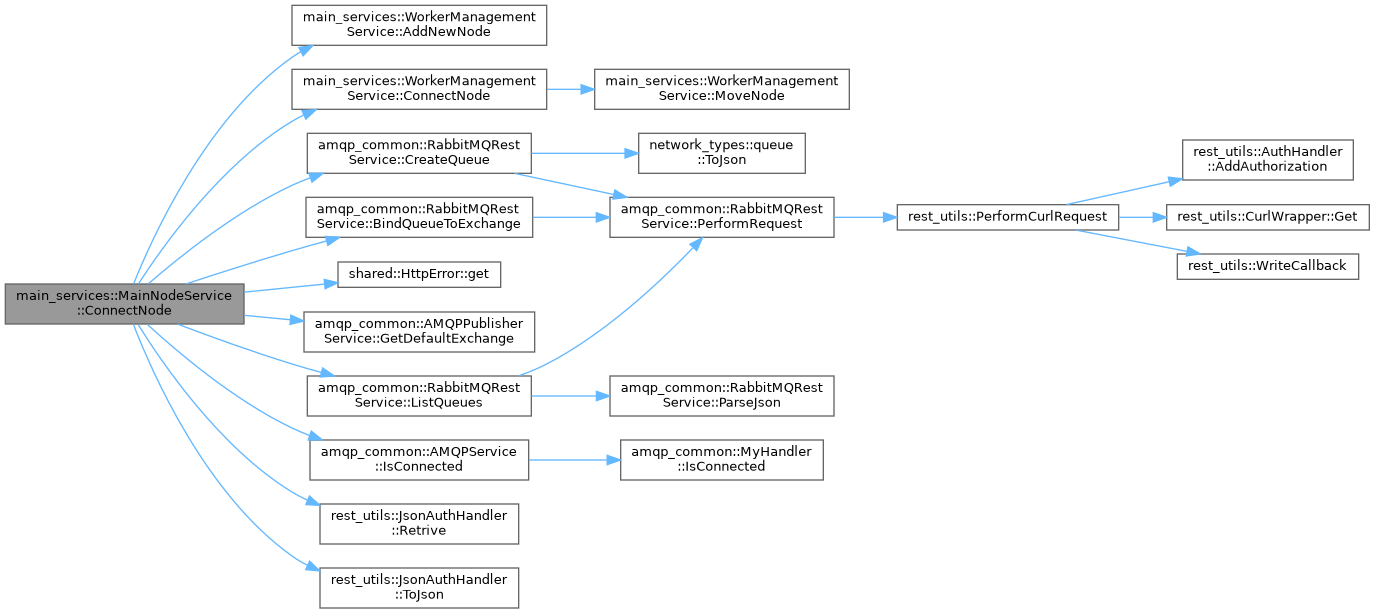 main_services::MainNodeService
::ConnectNode
main_services::WorkerManagement
Service::AddNewNode
main_services::WorkerManagement
Service::ConnectNode
main_services::WorkerManagement
Service::MoveNode
amqp_common::RabbitMQRest
Service::CreateQueue
network_types::queue
::ToJson
amqp_common::RabbitMQRest
Service::BindQueueToExchange
amqp_common::RabbitMQRest
Service::PerformRequest
rest_utils::PerformCurlRequest
rest_utils::AuthHandler
::AddAuthorization
rest_utils::CurlWrapper::Get
rest_utils::WriteCallback
shared::HttpError::get
amqp_common::AMQPPublisher
Service::GetDefaultExchange
amqp_common::RabbitMQRest
Service::ListQueues
amqp_common::RabbitMQRest
Service::ParseJson
amqp_common::AMQPService
::IsConnected
amqp_common::MyHandler
::IsConnected
rest_utils::JsonAuthHandler
::Retrive
rest_utils::JsonAuthHandler
::ToJson